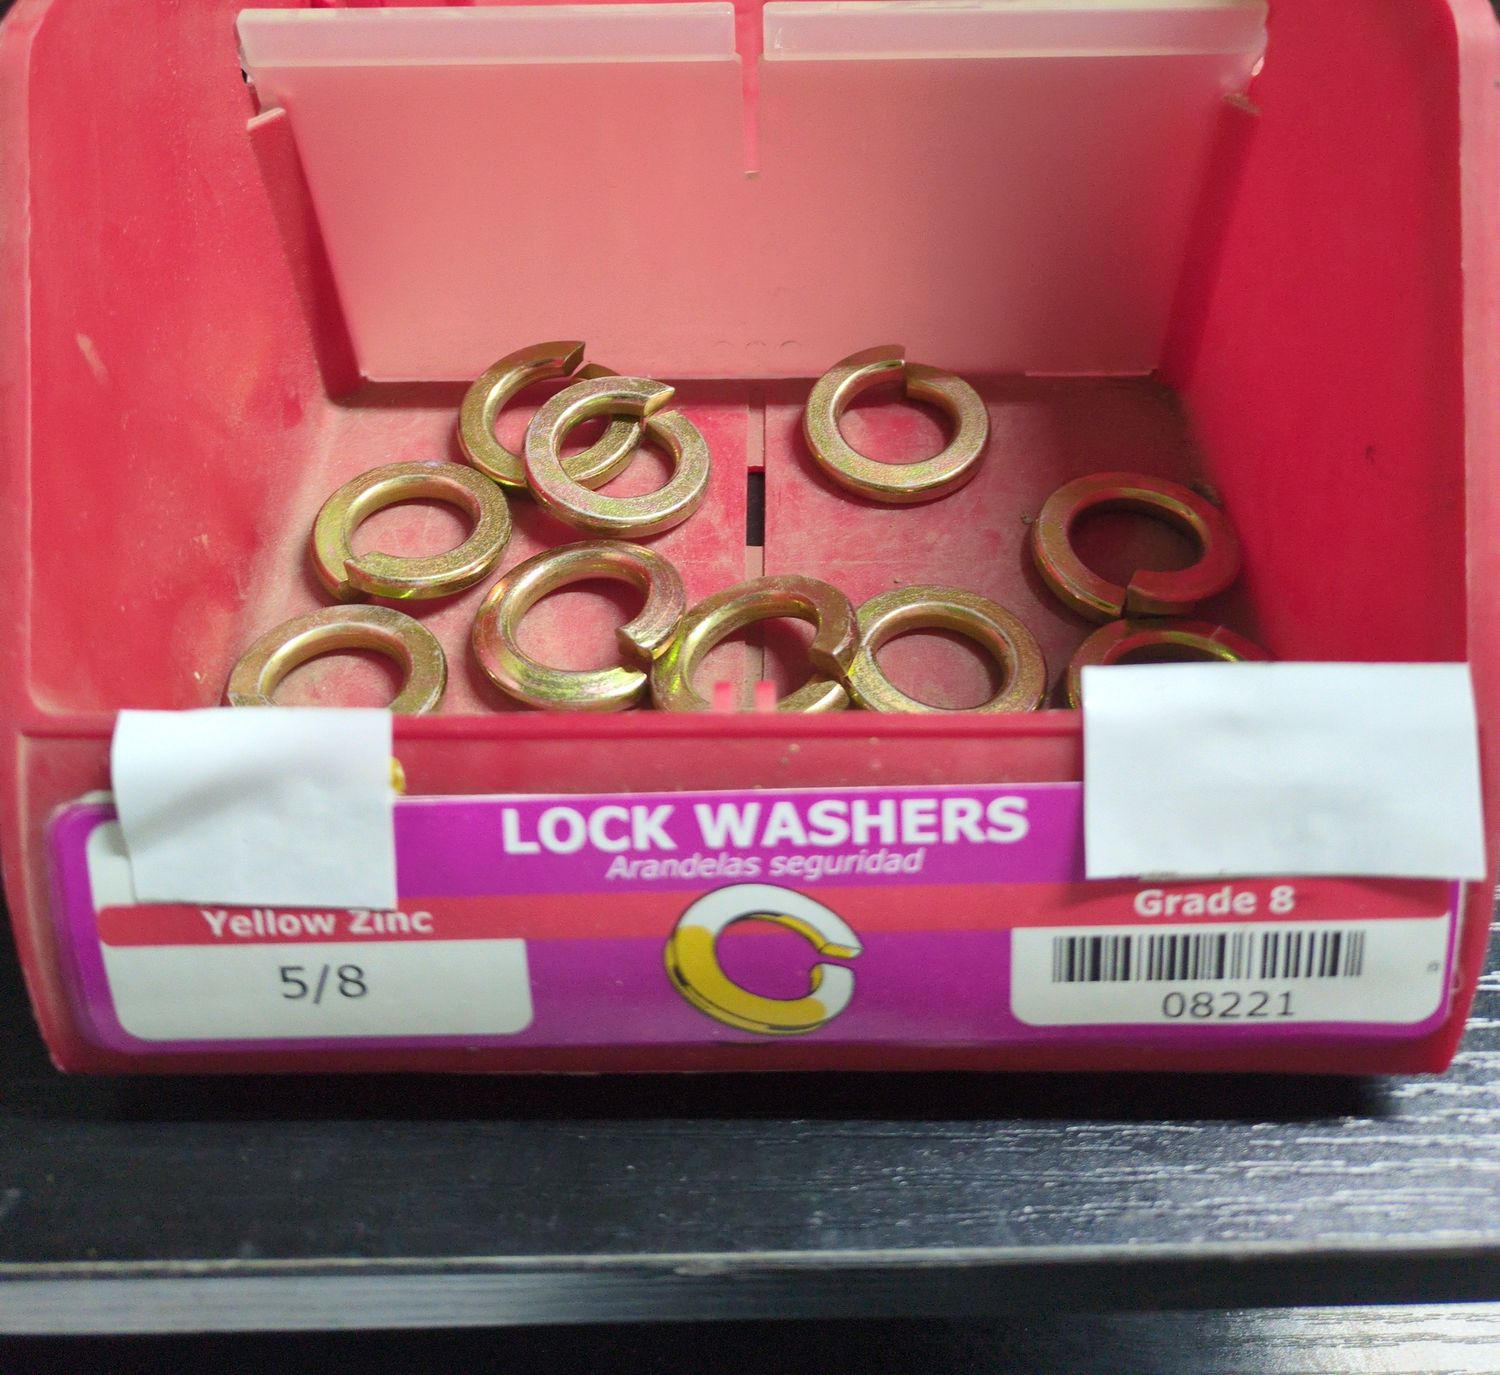 LOCK WASHERS
Arandelas seguridad
Yellow Zinc
5/8
Grade 8
08221